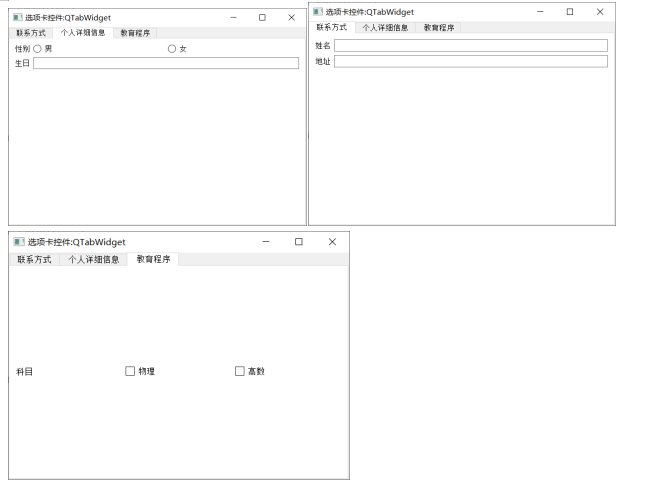 选项卡控件:QTabWidget
联系方式 个人详细信息 教育程序
性别 男 女
生日
选项卡控件:QTabWidget
联系方式 个人详细信息 教育程序
姓名
地址
选项卡控件:QTabWidget
联系方式 个人详细信息 教育程序
科目 物理 高数